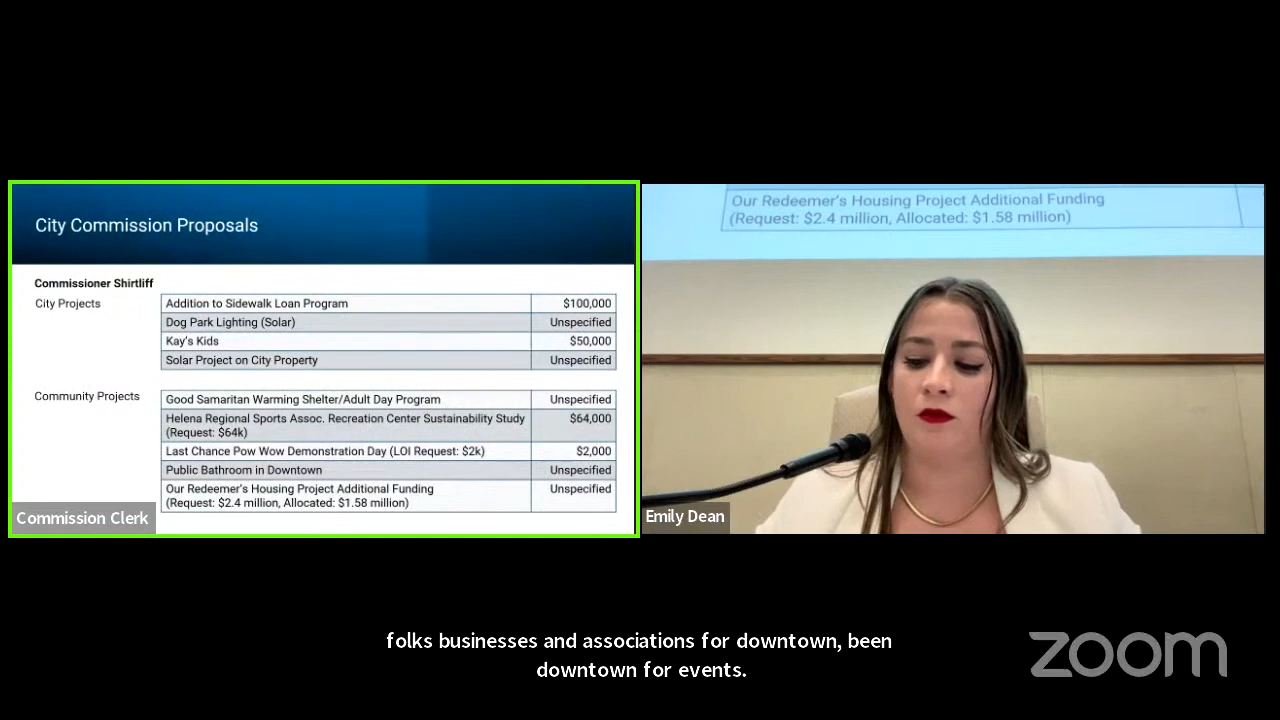 City Commission Proposals
Commissioner Shirtliff
City Projects
Addition to Sidewalk Loan Program $100,000
Dog Park Lighting (Solar) Unspecified
Kay's Kids $50,000
Solar Project on City Property Unspecified
Community Projects
Good Samaritan Warming Shelter/Adult Day Program Unspecified
Helena Regional Sports Assoc. Recreation Center Sustainability Study $64,000
(Request: $64k)
Last Chance Pow Wow Demonstration Day (LOI Request: $2k) $2,000
Public Bathroom in Downtown Unspecified
Our Redeemer's Housing Project Additional Funding Unspecified
(Request: $2.4 million, Allocated: $1.58 million)
Commission Clerk
Our Redeemer's Housing Project Additional Funding
(Request: $2.4 million, Allocated: $1.58 million)
Emily Dean
folks businesses and associations for downtown, been
downtown for events.
zoom